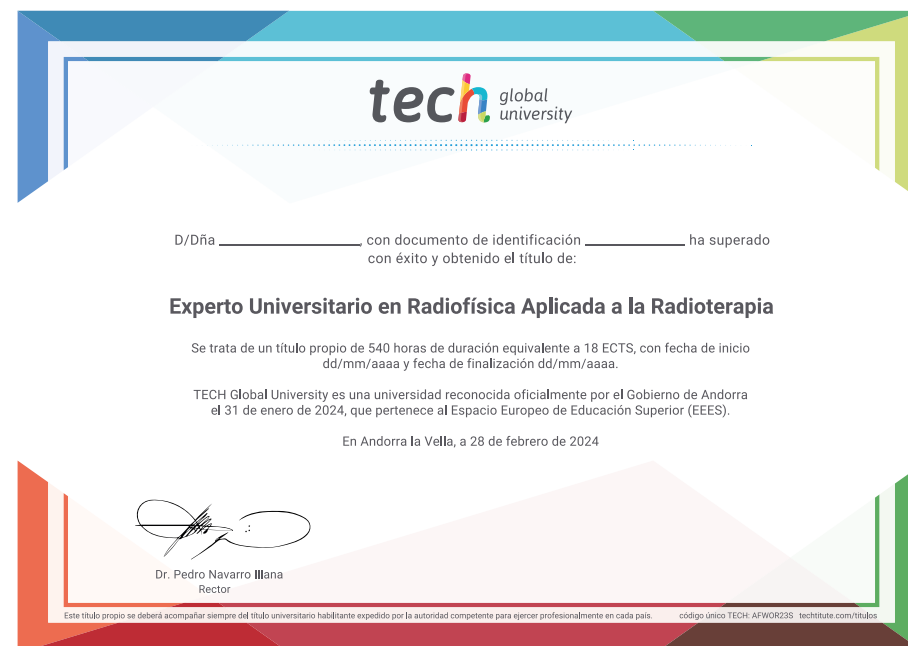 tech global university
D/Dña ______________________, con documento de identificación _______________ ha superado
con éxito y obtenido el título de:
Experto Universitario en Radiofísica Aplicada a la Radioterapia
Se trata de un título propio de 540 horas de duración equivalente a 18 ECTS, con fecha de inicio
dd/mm/aaaa y fecha de finalización dd/mm/aaaa.
TECH Global University es una universidad reconocida oficialmente por el Gobierno de Andorra
el 31 de enero de 2024, que pertenece al Espacio Europeo de Educación Superior (EEES).
En Andorra la Vella, a 28 de febrero de 2024
Dr. Pedro Navarro Illana
Rector
Este título propio se deberá acompañar siempre del título universitario habilitante expedido por la autoridad competente para ejercer profesionalmente en cada país. código único TECH: AFWOR23S techtitute.com/titulos